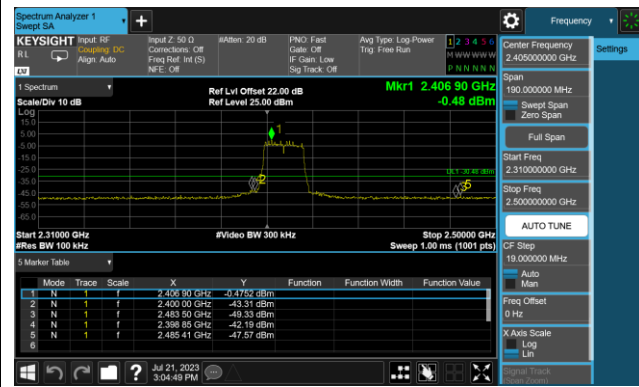 Spectrum Analyzer 1
Swept SA
Frequency
KEYSIGHT
RL
LXI
Input: RF
Coupling: DC
Align: Auto
Input Z: 50 Ω
Corrections: Off
Freq Ref: Int (S)
NFE: Off
#Atten: 20 dB
PNO: Fast
Gate: Off
IF Gain: Low
Sig Track: Off
Avg Type: Log-Power
Trig: Free Run
1 2 3 4 5 6
M W W W W W
P N N N N N
Center Frequency
2.405000000 GHz
Settings
1 Spectrum
Scale/Div 10 dB
Log
Ref Lvl Offset 22.00 dB
Ref Level 25.00 dBm
Mkr1 2.406 90 GHz
-0.48 dBm
15.0
5.00
-5.00
-15.0
-25.0
-35.0
-45.0
-55.0
-65.0
1
2
5
DL1 -30.48 dBm
Start 2.31000 GHz
#Res BW 100 kHz
#Video BW 300 kHz
Stop 2.50000 GHz
Sweep 1.00 ms (1001 pts)
Span
190.000000 MHz
Swept Span
Zero Span
Full Span
Start Freq
2.310000000 GHz
Stop Freq
2.500000000 GHz
AUTO TUNE
CF Step
19.000000 MHz
Auto
Man
Freq Offset
0 Hz
X Axis Scale
Log
Lin
Signal Track
(Span Zoom)
5 Marker Table
Mode Trace Scale X Y Function Function Width Function Value
1 N 1 f 2.406 90 GHz -0.4752 dBm
2 N 1 f 2.400 00 GHz -43.31 dBm
3 N 1 f 2.483 50 GHz -49.33 dBm
4 N 1 f 2.398 85 GHz -42.19 dBm
5 N 1 f 2.485 41 GHz -47.57 dBm
6
?
Jul 21, 2023
3:04:49 PM